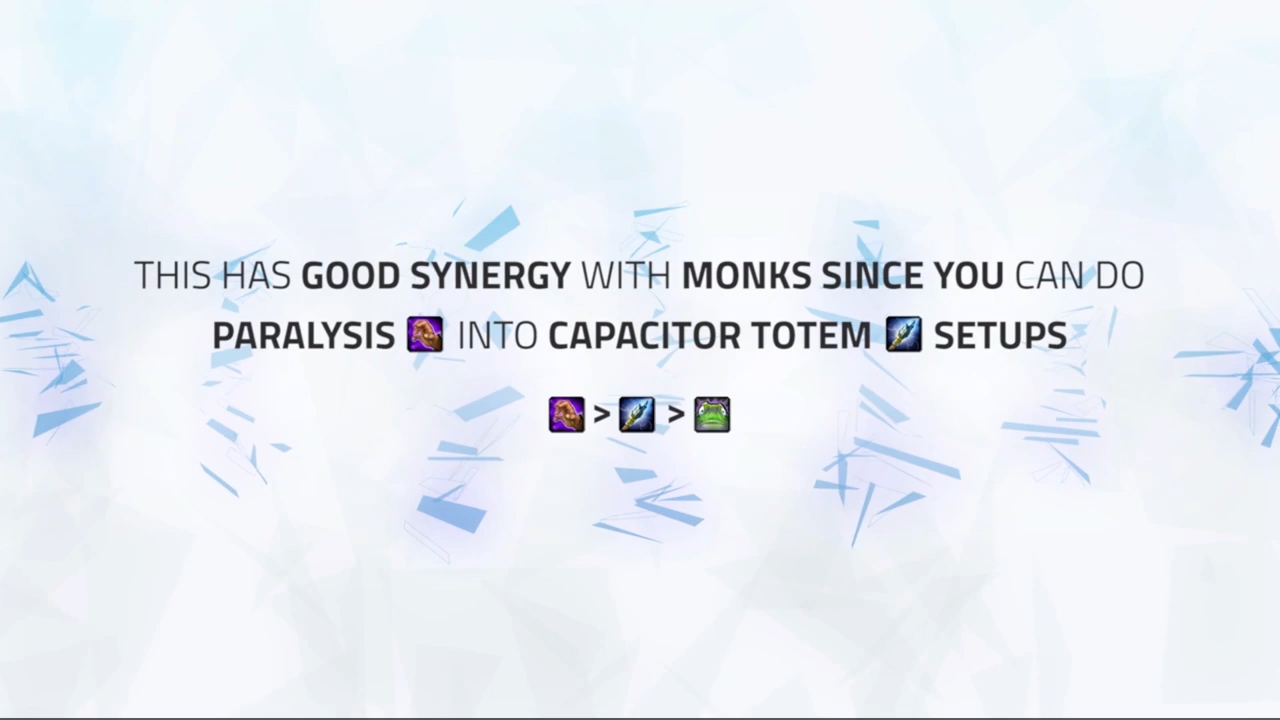 THIS HAS GOOD SYNERGY WITH MONKS SINCE YOU CAN DO
PARALYSIS INTO CAPACITOR TOTEM SETUPS
> >